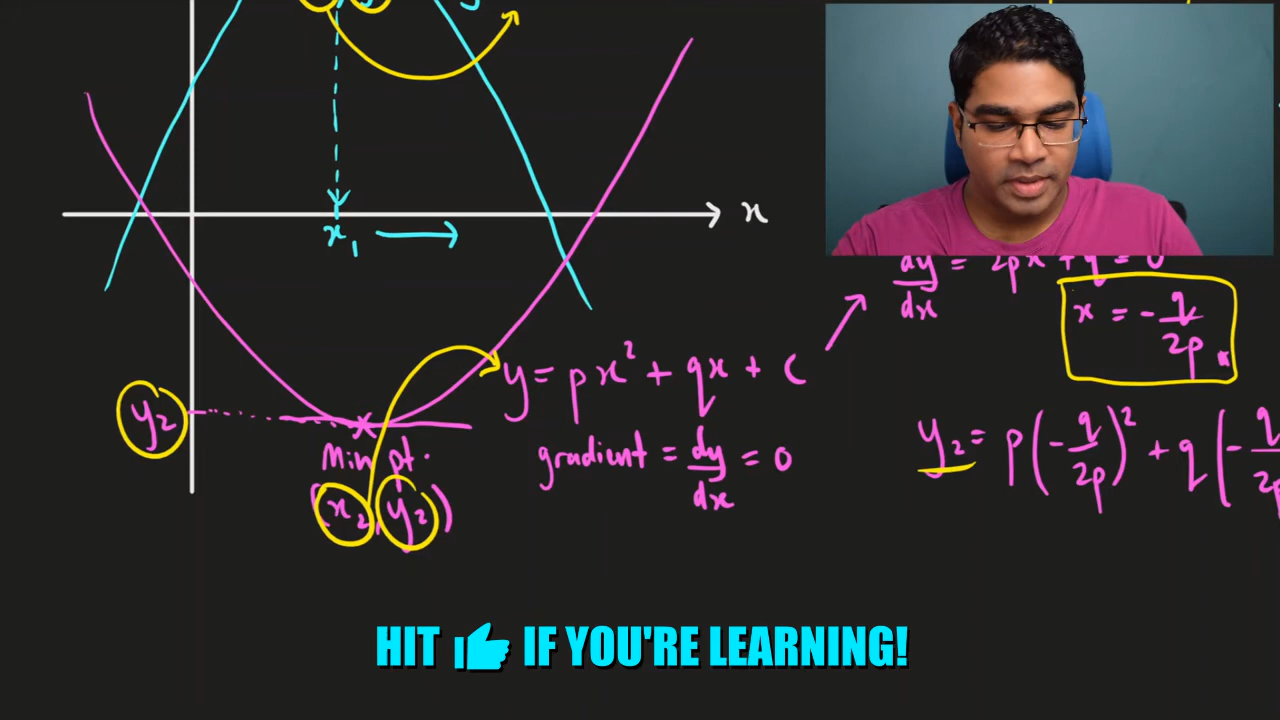 x
x₁
dy/dx = 2px + q = 0
x = -q/2p
y = px² + qx + c
y₂
y₂ = p(-q/2p)² + q(-q/2p
Min pt.
gradient = dy/dx = 0
(x₂, y₂)
HIT IF YOU'RE LEARNING!